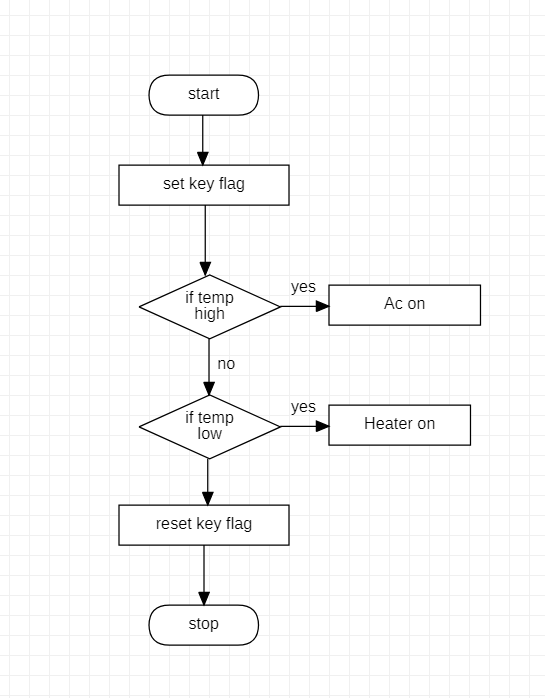 start
set key flag
if temp
high
yes
Ac on
no
if temp
low
yes
Heater on
reset key flag
stop